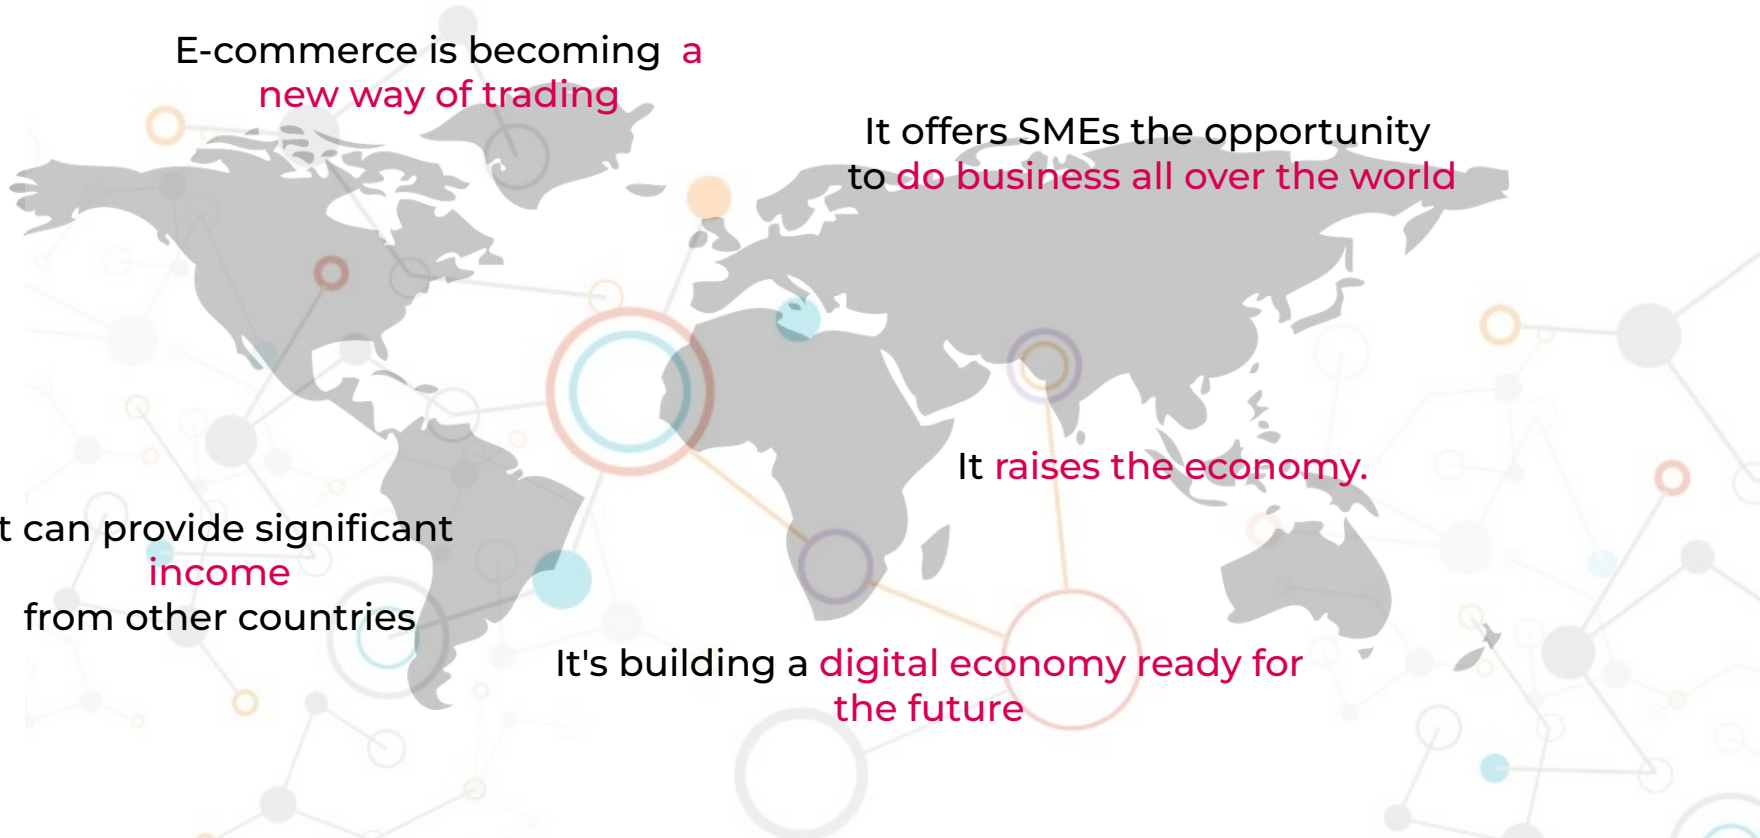 E-commerce is becoming a
new way of trading
It offers SMEs the opportunity
to do business all over the world
It raises the economy.
t can provide significant
income
from other countries
It's building a digital economy ready for
the future